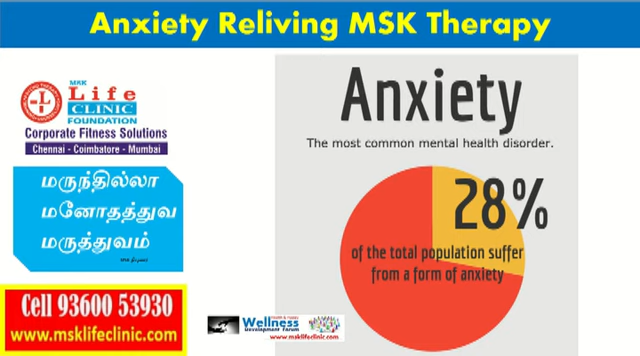 Anxiety Reliving MSK Therapy
MSK
Life
CLINIC
FOUNDATION
Corporate Fitness Solutions
Chennai - Coimbatore - Mumbai
மருந்தில்லா
மனோதத்துவ
மருத்துவம்
Cell 93600 53930
www.msklifeclinic.com
Anxiety
The most common mental health disorder.
28%
of the total population suffer
from a form of anxiety
Wellness
Development Forum
www.msklifeclinic.com